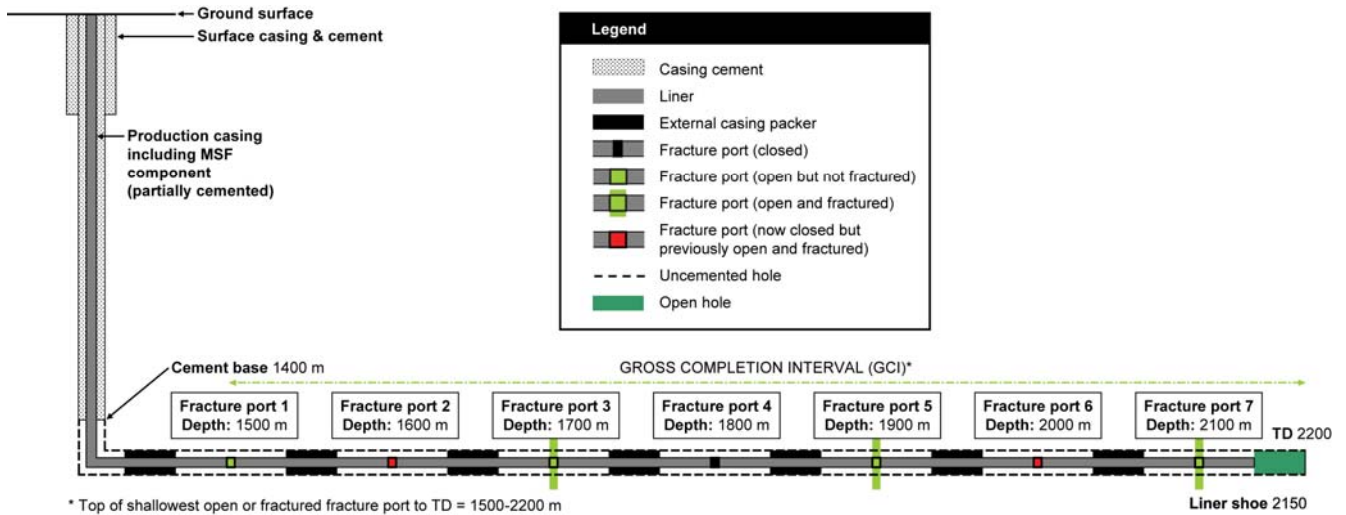 Ground surface
Surface casing & cement
Production casing
including MSF
component
(partially cemented)
Legend
Casing cement
Liner
External casing packer
Fracture port (closed)
Fracture port (open but not fractured)
Fracture port (open and fractured)
Fracture port (now closed but
previously open and fractured)
Uncemented hole
Open hole
Cement base 1400 m
GROSS COMPLETION INTERVAL (GCI)*
Fracture port 1
Depth: 1500 m
Fracture port 2
Depth: 1600 m
Fracture port 3
Depth: 1700 m
Fracture port 4
Depth: 1800 m
Fracture port 5
Depth: 1900 m
Fracture port 6
Depth: 2000 m
Fracture port 7
Depth: 2100 m
TD 2200
* Top of shallowest open or fractured fracture port to TD = 1500-2200 m
Liner shoe 2150